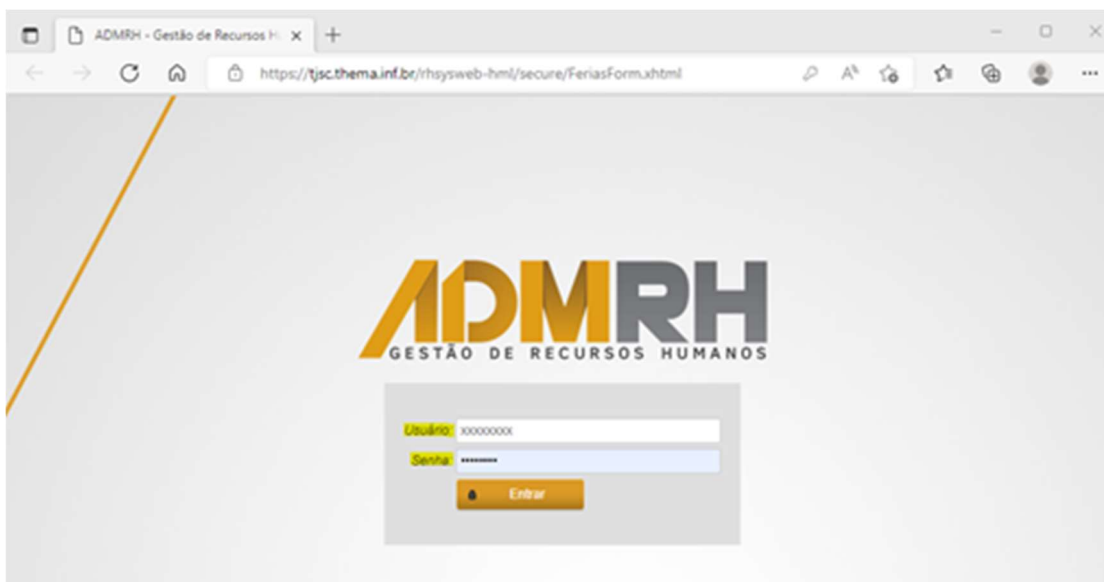 ADMRH - Gestão de Recursos H
https://tjsc.thema.inf.br/rhsysweb-hml/secure/FeriasForm.xhtml
ADMRH
GESTÃO DE RECURSOS HUMANOS
Usuário: xxxxxxxx
Senha: ••••••••
Entrar